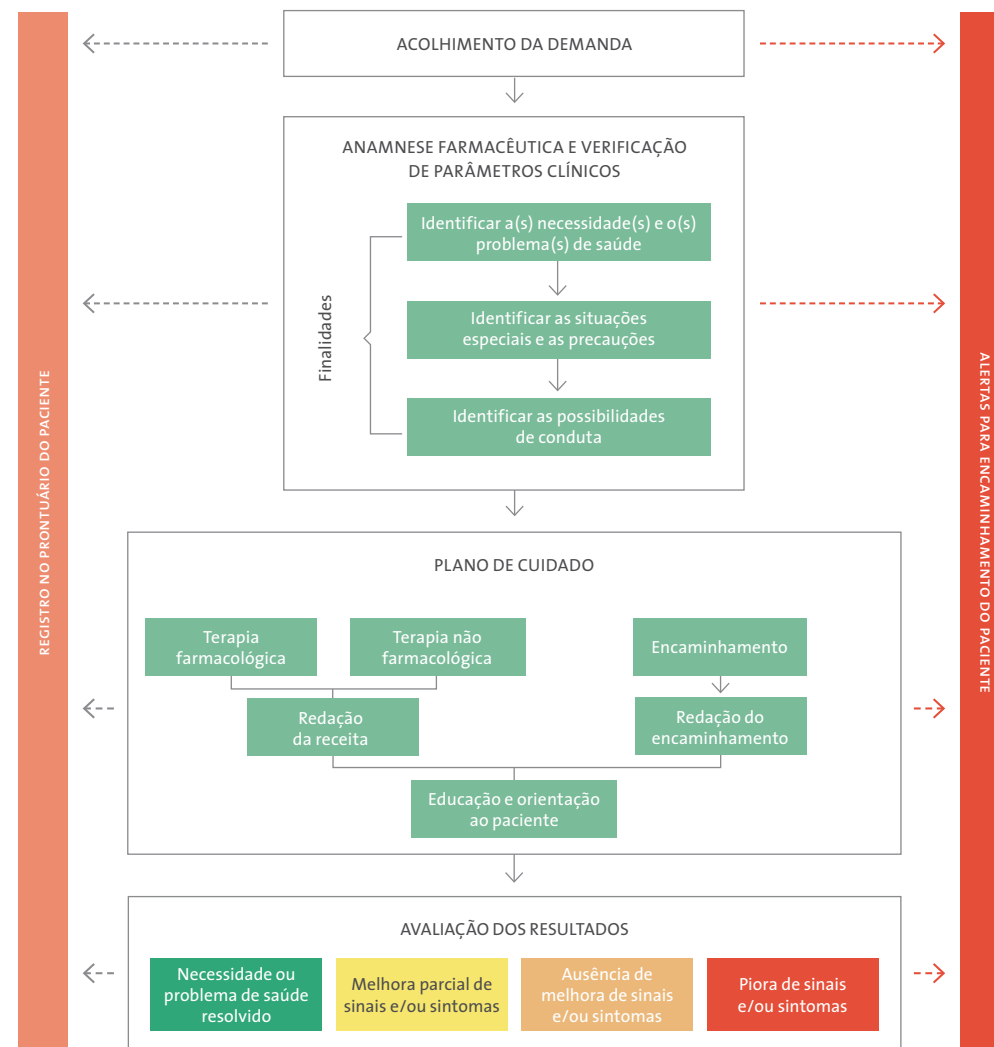 ACOLHIMENTO DA DEMANDA
ANAMNESE FARMACÊUTICA E VERIFICAÇÃO
DE PARÂMETROS CLÍNICOS
Finalidades
Identificar a(s) necessidade(s) e o(s)
problema(s) de saúde
Identificar as situações
especiais e as precauções
Identificar as possibilidades
de conduta
REGISTRO NO PRONTUÁRIO DO PACIENTE
ALERTAS PARA ENCAMINHAMENTO DO PACIENTE
PLANO DE CUIDADO
Terapia
farmacológica
Terapia não
farmacológica
Encaminhamento
Redação
da receita
Redação do
encaminhamento
Educação e orientação
ao paciente
AVALIAÇÃO DOS RESULTADOS
Necessidade ou
problema de saúde
resolvido
Melhora parcial de
sinais e/ou sintomas
Ausência de
melhora de sinais
e/ou sintomas
Piora de sinais
e/ou sintomas